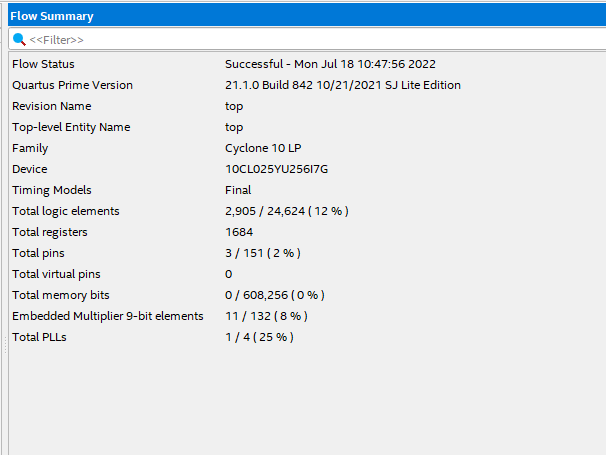 Flow Summary
<<Filter>>
Flow Status Successful - Mon Jul 18 10:47:56 2022
Quartus Prime Version 21.1.0 Build 842 10/21/2021 SJ Lite Edition
Revision Name top
Top-level Entity Name top
Family Cyclone 10 LP
Device 10CL025YU256I7G
Timing Models Final
Total logic elements 2,905 / 24,624 ( 12 % )
Total registers 1684
Total pins 3 / 151 ( 2 % )
Total virtual pins 0
Total memory bits 0 / 608,256 ( 0 % )
Embedded Multiplier 9-bit elements 11 / 132 ( 8 % )
Total PLLs 1 / 4 ( 25 % )